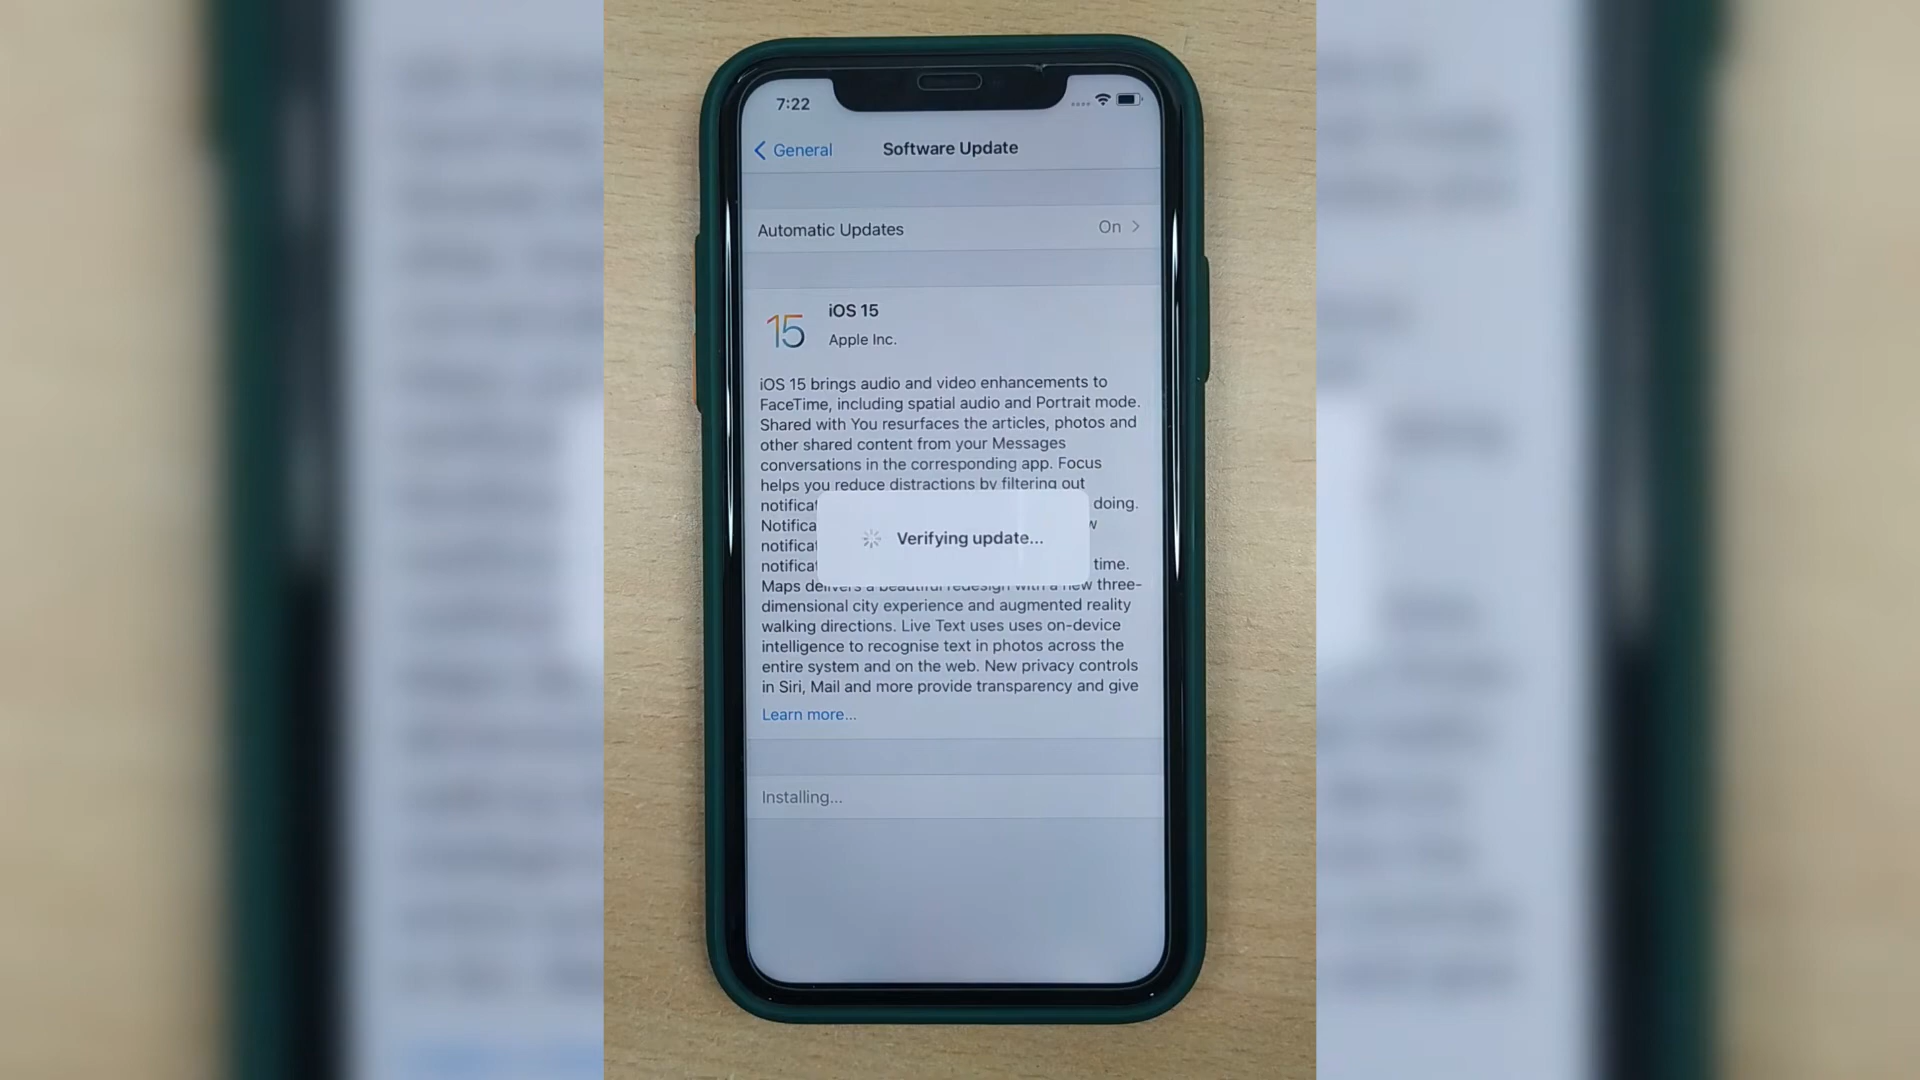 7:22
General
Software Update
Automatic Updates
On
15
iOS 15
Apple Inc.
iOS 15 brings audio and video enhancements to
FaceTime, including spatial audio and Portrait mode.
Shared with You resurfaces the articles, photos and
other shared content from your Messages
conversations in the corresponding app. Focus
helps you reduce distractions by filtering out
doing.
Verifying update...
time.
Maps delivers a beautiful redesign with a new three-
dimensional city experience and augmented reality
walking directions. Live Text uses uses on-device
intelligence to recognise text in photos across the
entire system and on the web. New privacy controls
in Siri, Mail and more provide transparency and give
Learn more...
Installing...